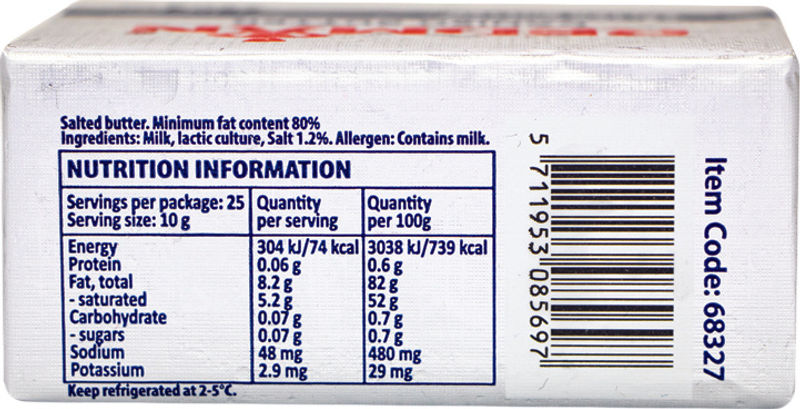 Salted butter. Minimum fat content 80%
Ingredients: Milk, lactic culture, Salt 1.2%. Allergen: Contains milk.
NUTRITION INFORMATION
Servings per package: 25 Quantity Quantity
Serving size: 10 g per serving per 100g
Energy 304 kJ/74 kcal 3038 kJ/739 kcal
Protein 0.06 g 0.6 g
Fat, total 8.2 g 82 g
- saturated 5.2 g 52 g
Carbohydrate 0.07 g 0.7 g
- sugars 0.07 g 0.7 g
Sodium 48 mg 480 mg
Potassium 2.9 mg 29 mg
Keep refrigerated at 2-5°C.
5 711953 085697
Item Code: 68327